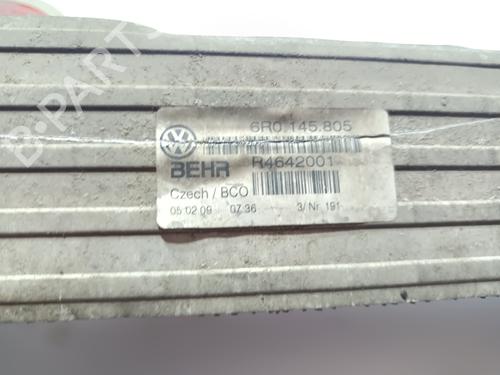 B-PARTS
6R0.145.805
BEHR R4642001
Czech / BCO
05.02.09 07:36 3/ Nr 191